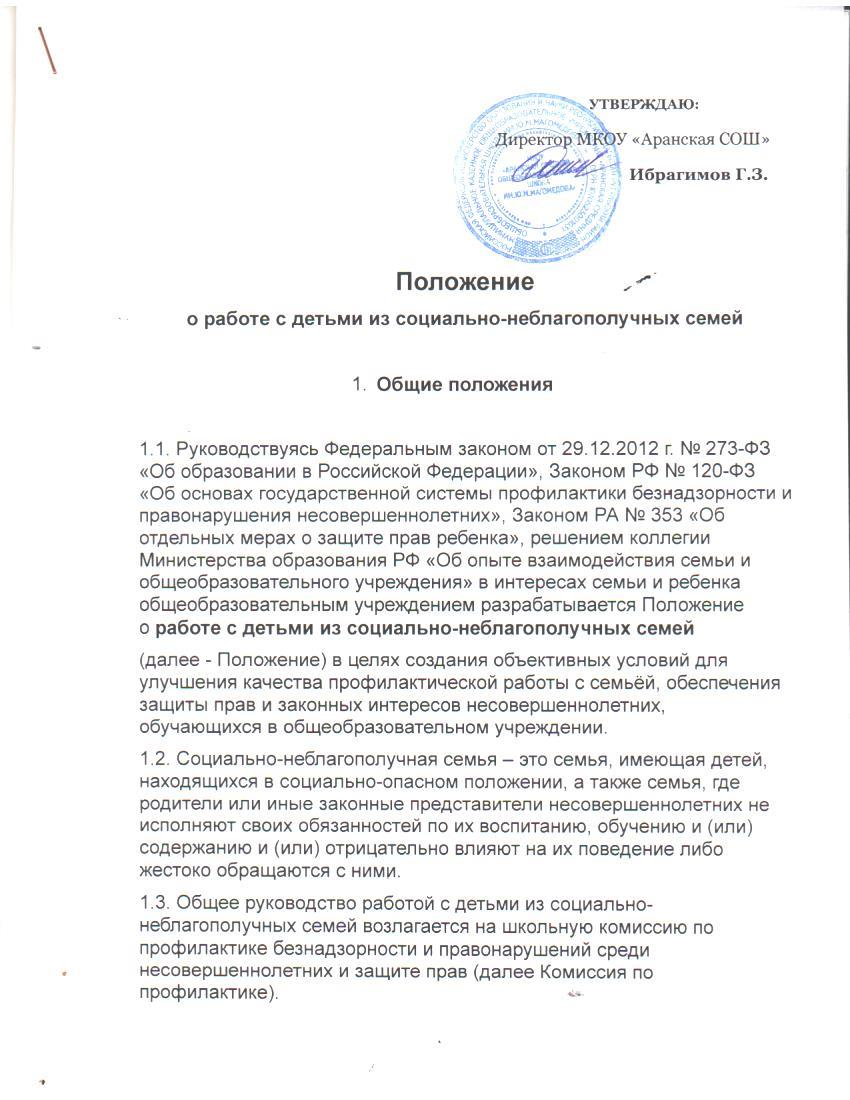 УТВЕРЖДАЮ:
Директор МКОУ «Аранская СОШ»
Ибрагимов Г.З.
Положение
о работе с детьми из социально-неблагополучных семей
1. Общие положения
1.1. Руководствуясь Федеральным законом от 29.12.2012 г. № 273-ФЗ
«Об образовании в Российской Федерации», Законом РФ № 120-ФЗ
«Об основах государственной системы профилактики безнадзорности и
правонарушения несовершеннолетних», Законом РА № 353 «Об
отдельных мерах о защите прав ребенка», решением коллегии
Министерства образования РФ «Об опыте взаимодействия семьи и
общеобразовательного учреждения» в интересах семьи и ребенка
общеобразовательным учреждением разрабатывается Положение
о работе с детьми из социально-неблагополучных семей
(далее - Положение) в целях создания объективных условий для
улучшения качества профилактической работы с семьёй, обеспечения
защиты прав и законных интересов несовершеннолетних,
обучающихся в общеобразовательном учреждении.
1.2. Социально-неблагополучная семья – это семья, имеющая детей,
находящихся в социально-опасном положении, а также семья, где
родители или иные законные представители несовершеннолетних не
исполняют своих обязанностей по их воспитанию, обучению и (или)
содержанию и (или) отрицательно влияют на их поведение либо
жестоко обращаются с ними.
1.3. Общее руководство работой с детьми из социально-
неблагополучных семей возлагается на школьную комиссию по
профилактике безнадзорности и правонарушений среди
несовершеннолетних и защите прав (далее Комиссия по
профилактике).